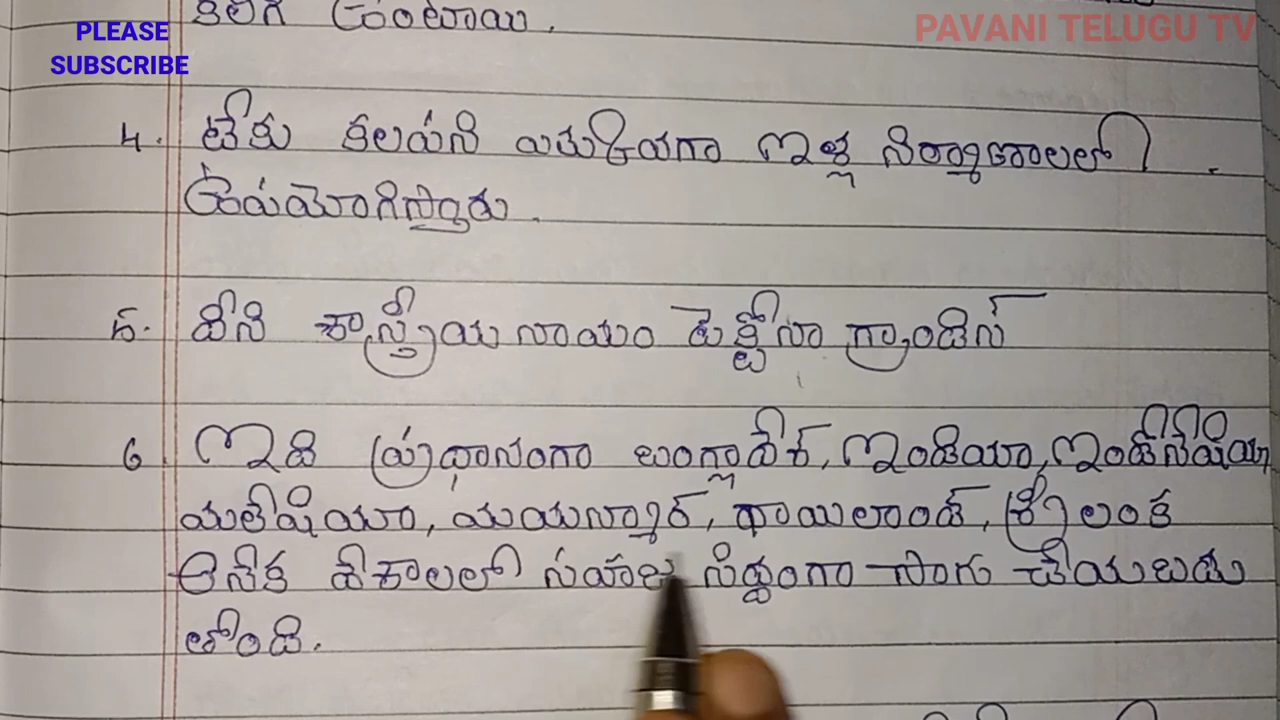 PLEASE
SUBSCRIBE
PAVANI TELUGU TV
కలిగి ఉంటాయి.
4. టేకు కలపని ఎక్కువగా ఇళ్ల నిర్మాణాలలో
ఉపయోగిస్తారు.
5. దీని శాస్త్రీయ నామం టెక్టోనా గ్రాండిస్
6. ఇది ప్రధానంగా బంగ్లాదేశ్, ఇండియా, ఇండోనేషియా
మలేషియా, మయన్మార్, థాయిలాండ్, శ్రీలంక
అనేక దేశాలలో సహజ సిద్ధంగా సాగు చేయబడు
తోంది.